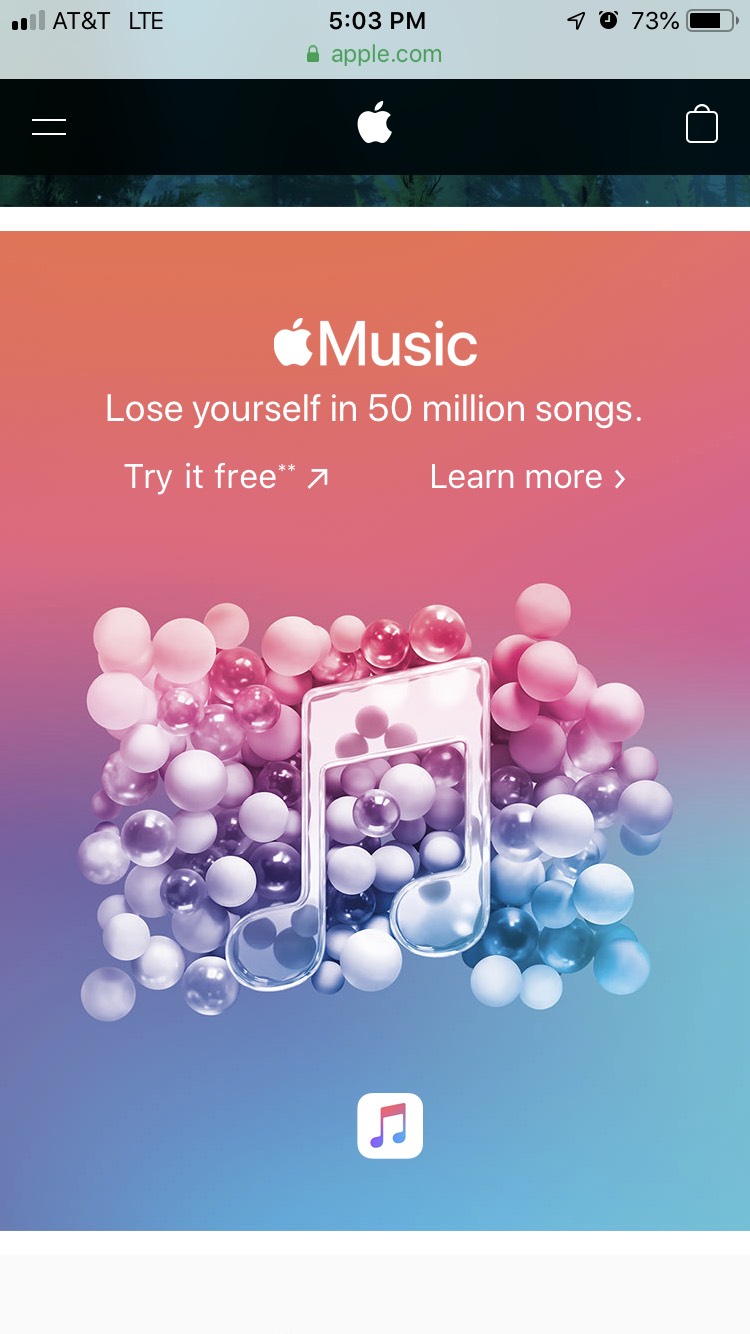 AT&T LTE 5:03 PM 73%
apple.com
Music
Lose yourself in 50 million songs.
Try it free** ↗ Learn more ›